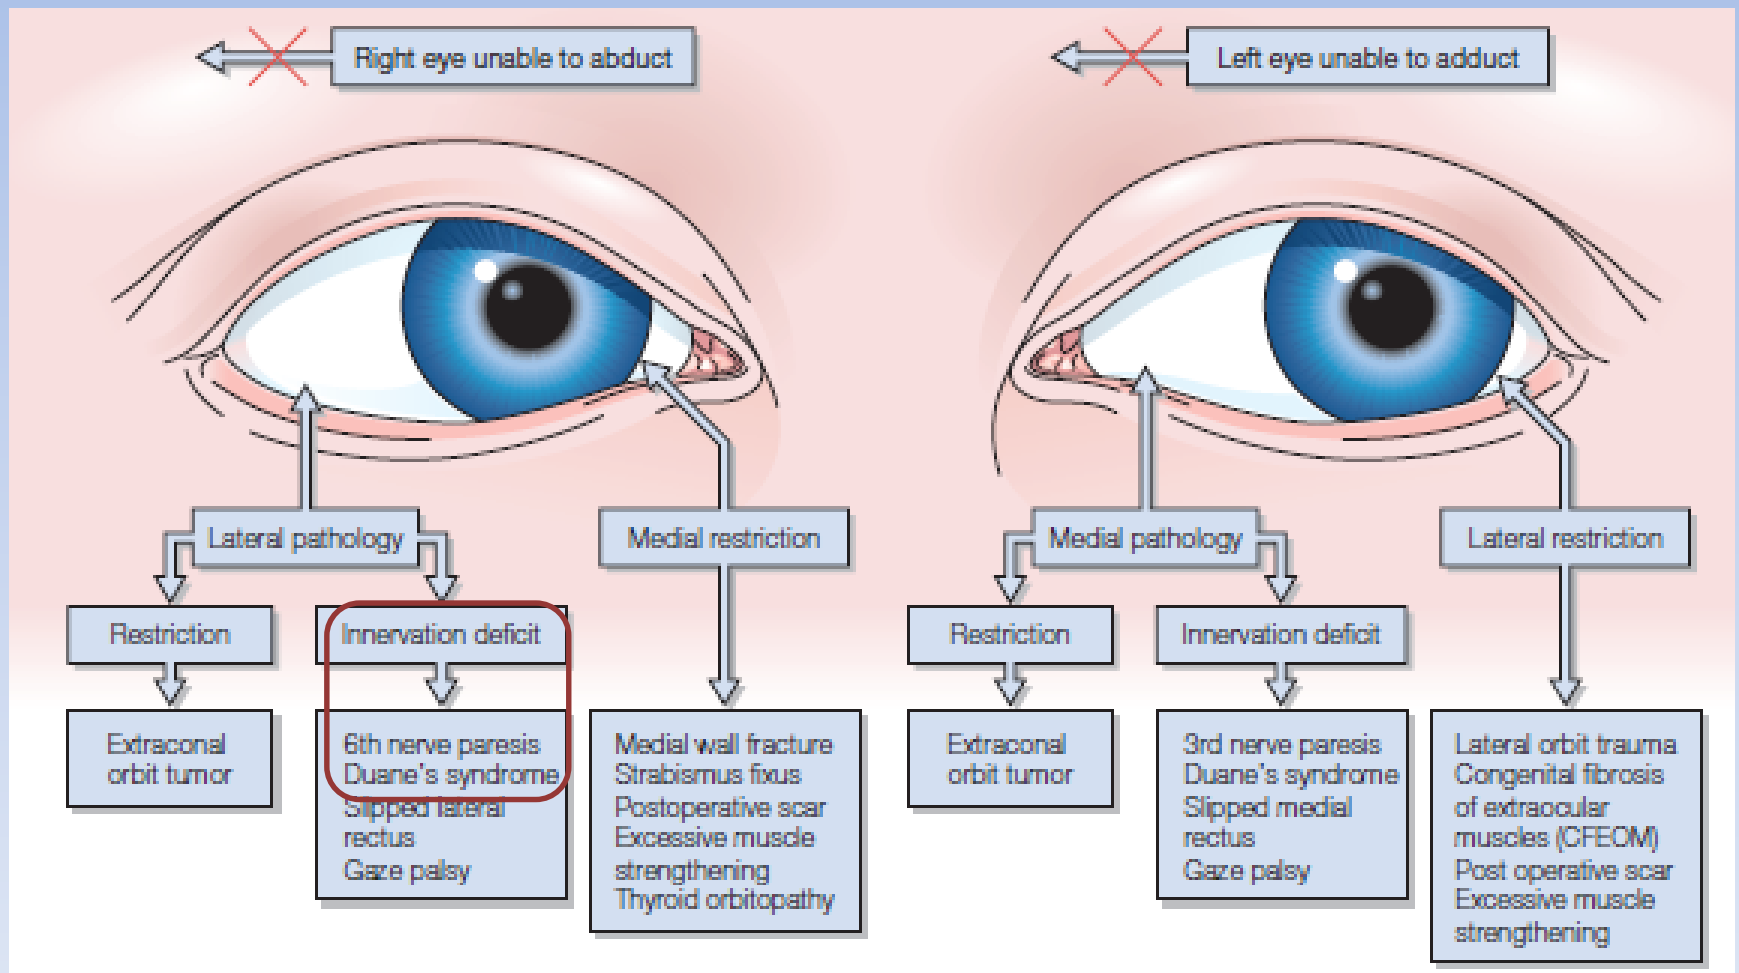 Right eye unable to abduct
Left eye unable to adduct
Lateral pathology
Medial restriction
Medial pathology
Lateral restriction
Restriction
Innervation deficit
Restriction
Innervation deficit
Extraconal
orbit tumor
6th nerve paresis
Duane's syndrome
Slipped lateral
rectus
Gaze palsy
Medial wall fracture
Strabismus fixus
Postoperative scar
Excessive muscle
strengthening
Thyroid orbitopathy
Extraconal
orbit tumor
3rd nerve paresis
Duane's syndrome
Slipped medial
rectus
Gaze palsy
Lateral orbit trauma
Congenital fibrosis
of extraocular
muscles (CFEOM)
Post operative scar
Excessive muscle
strengthening